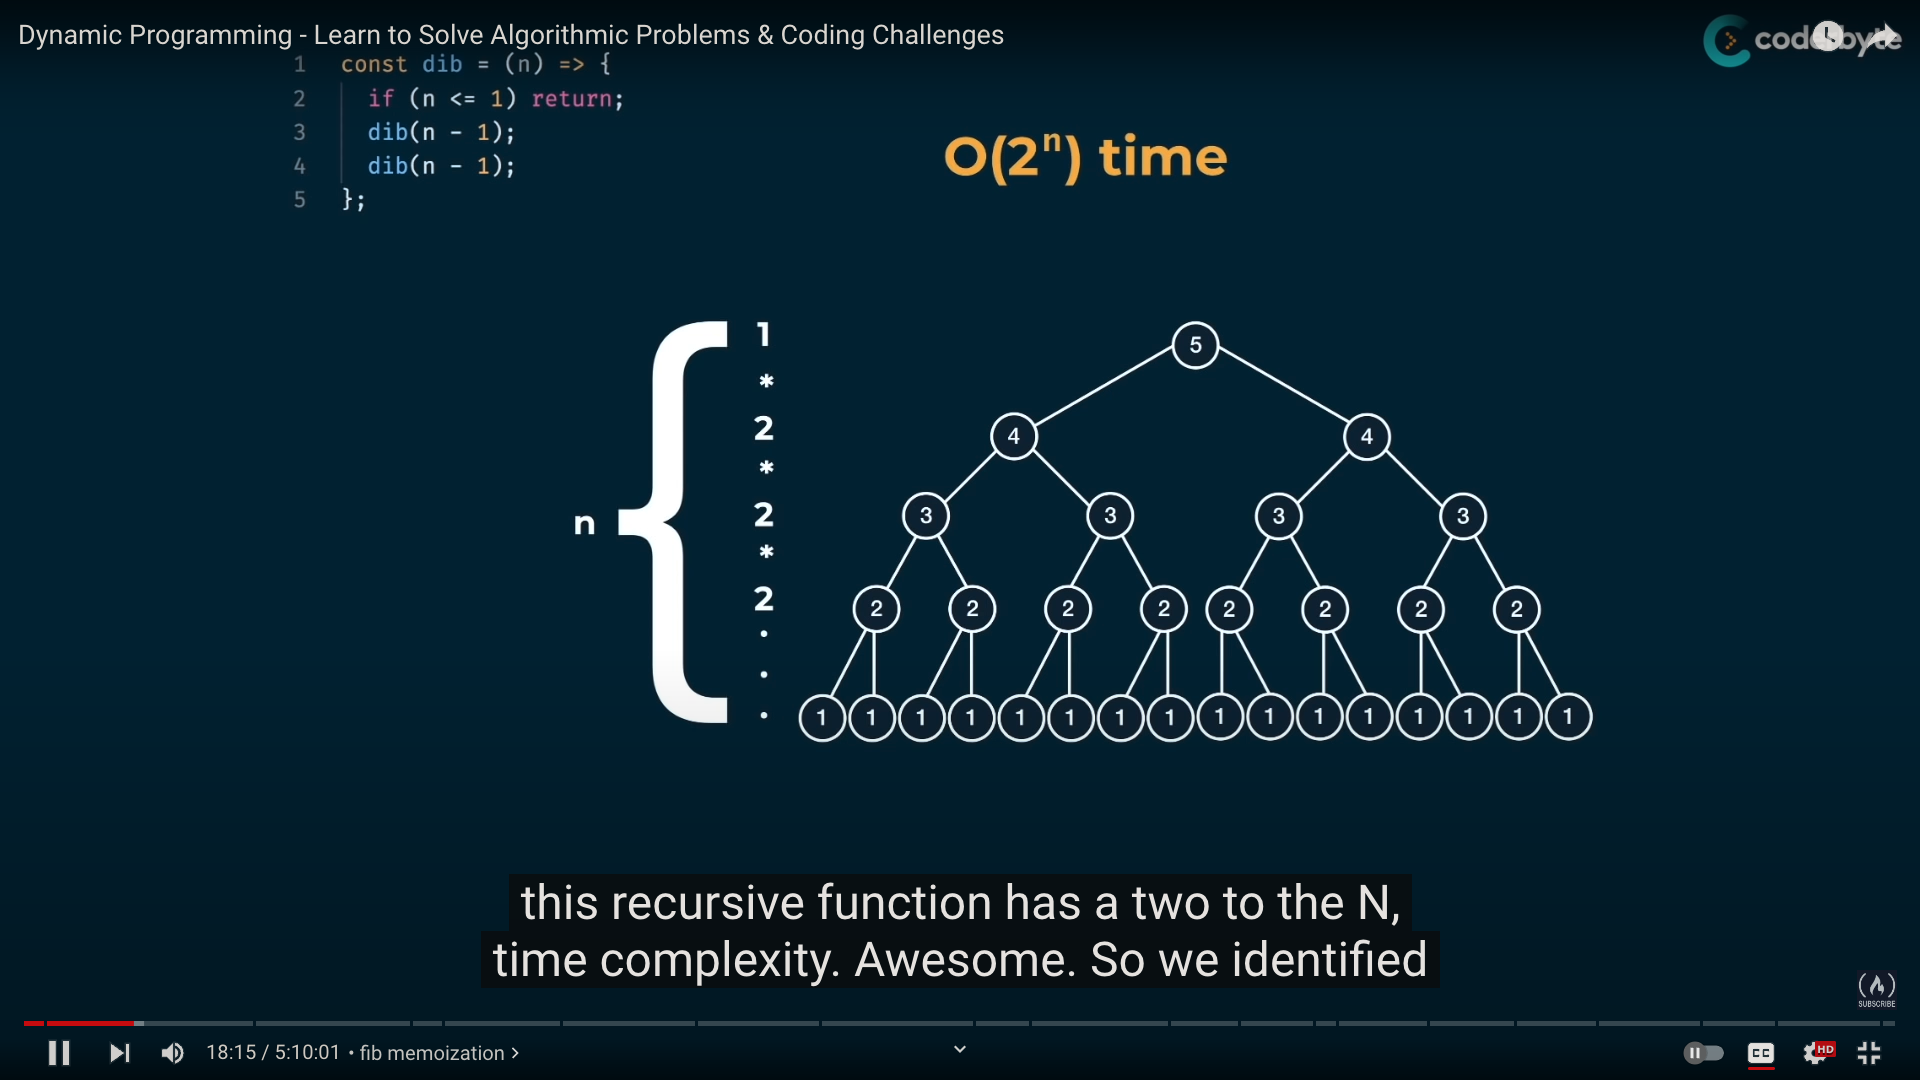 Dynamic Programming - Learn to Solve Algorithmic Problems & Coding Challenges
coderbyte
1 const dib = (n) => {
2 if (n <= 1) return;
3 dib(n - 1);
4 dib(n - 1);
5 };
O(2ⁿ) time
n
1
*
2
*
2
*
2
.
.
.
5
4 4
3 3 3 3
2 2 2 2 2 2 2 2
1 1 1 1 1 1 1 1 1 1 1 1 1 1 1 1
this recursive function has a two to the N,
time complexity. Awesome. So we identified
SUBSCRIBE
18:15 / 5:10:01 • fib memoization >
CC
HD